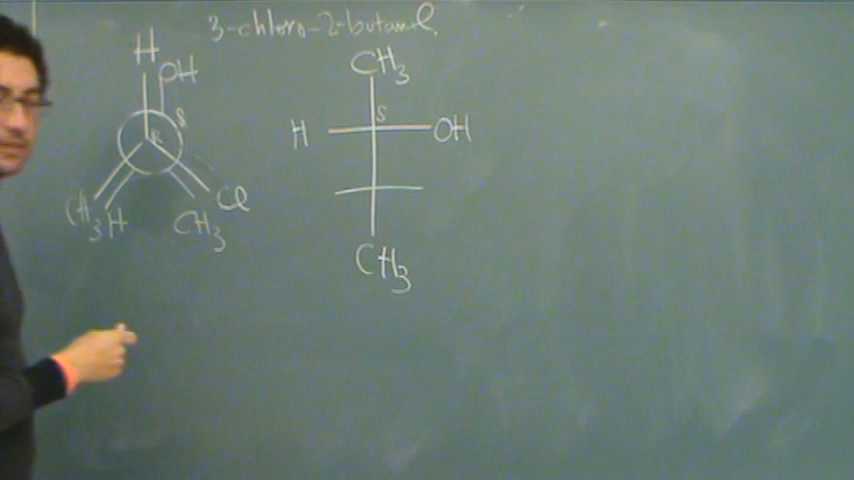 3-chloro-2-butanol
H
OH
S
R
CH3
H
CH3
Cl
CH3
S
H
OH
CH3